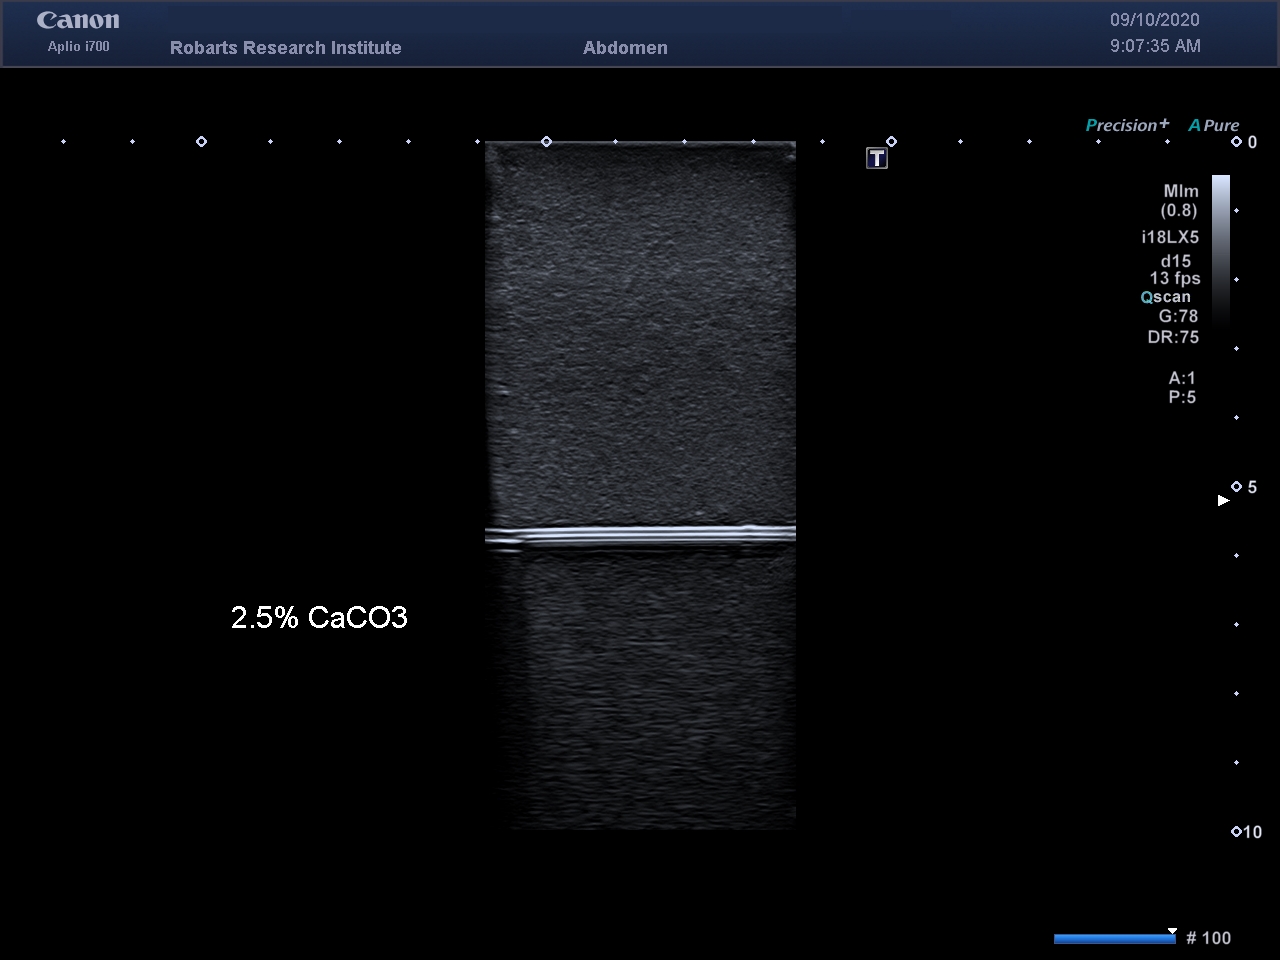 Canon
Aplio i700
Robarts Research Institute
Abdomen
09/10/2020
9:07:35 AM
Precision+ APure
T
0
MIm
(0.8)
i18LX5
d15
13 fps
Qscan
G:78
DR:75
A:1
P:5
5
2.5% CaCO3
10
# 100